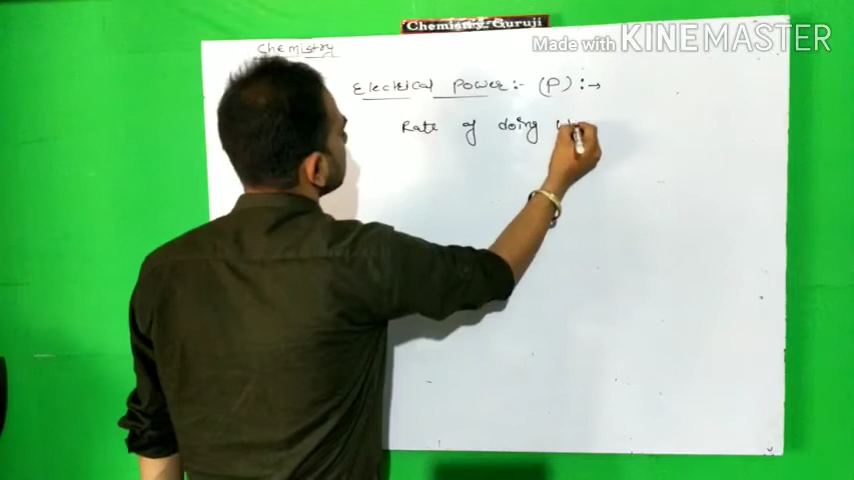 Chemistry Guruji
Made with KINEMASTER
Chemistry
Electrical Power :- (P) :→
Rate of doing